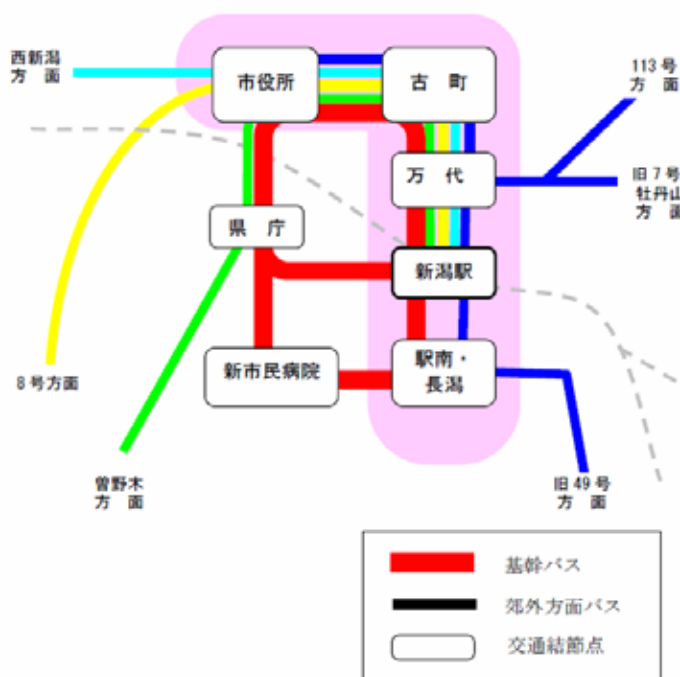 西新潟
方　面
市役所
古　町
113号
方　面
万　代
旧7号
牡丹山
方　面
県　庁
新潟駅
新市民病院
駅南・
長潟
8号方面
曽野木
方　面
旧49号
方　面
基幹バス
郊外方面バス
交通結節点